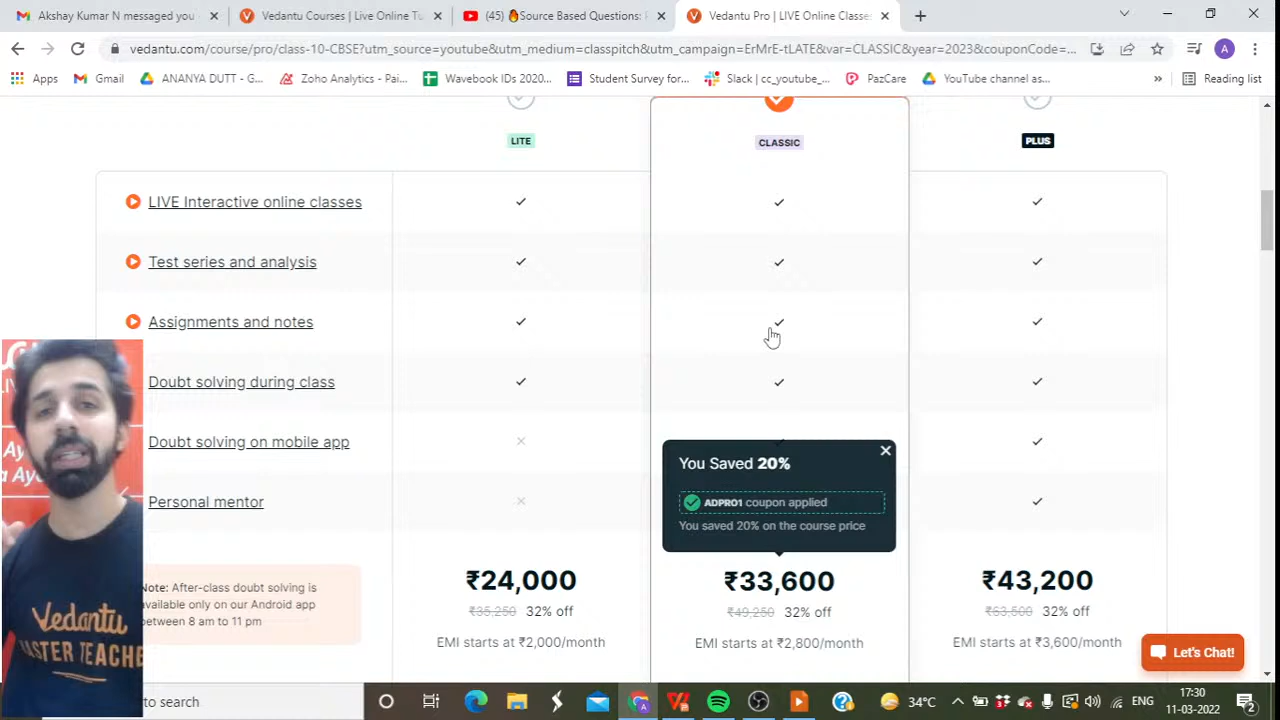 Akshay Kumar N messaged you
Vedantu Courses | Live Online Tu
(45) 🔥Source Based Questions:
Vedantu Pro | LIVE Online Classes
vedantu.com/course/pro/class-10-CBSE?utm_source=youtube&utm_medium=classpitch&utm_campaign=ErMrE-tLATE&var=CLASSIC&year=2023&couponCode=...
A
Apps
Gmail
ANANYA DUTT - G...
Zoho Analytics - Pai...
Wavebook IDs 2020...
Student Survey for...
Slack | cc_youtube_...
PazCare
YouTube channel as...
»
Reading list
LITE
CLASSIC
PLUS
LIVE Interactive online classes
Test series and analysis
Assignments and notes
Doubt solving during class
Doubt solving on mobile app
Personal mentor
You Saved 20%
ADPRO1 coupon applied
You saved 20% on the course price
Note: After-class doubt solving is
available only on our Android app
between 8 am to 11 pm
₹24,000
₹35,250 32% off
EMI starts at ₹2,000/month
₹33,600
₹49,250 32% off
EMI starts at ₹2,800/month
₹43,200
₹63,500 32% off
EMI starts at ₹3,600/month
Let's Chat!
Vedantu
MASTER TEACHER
to search
34°C
ENG
17:30
11-03-2022
2